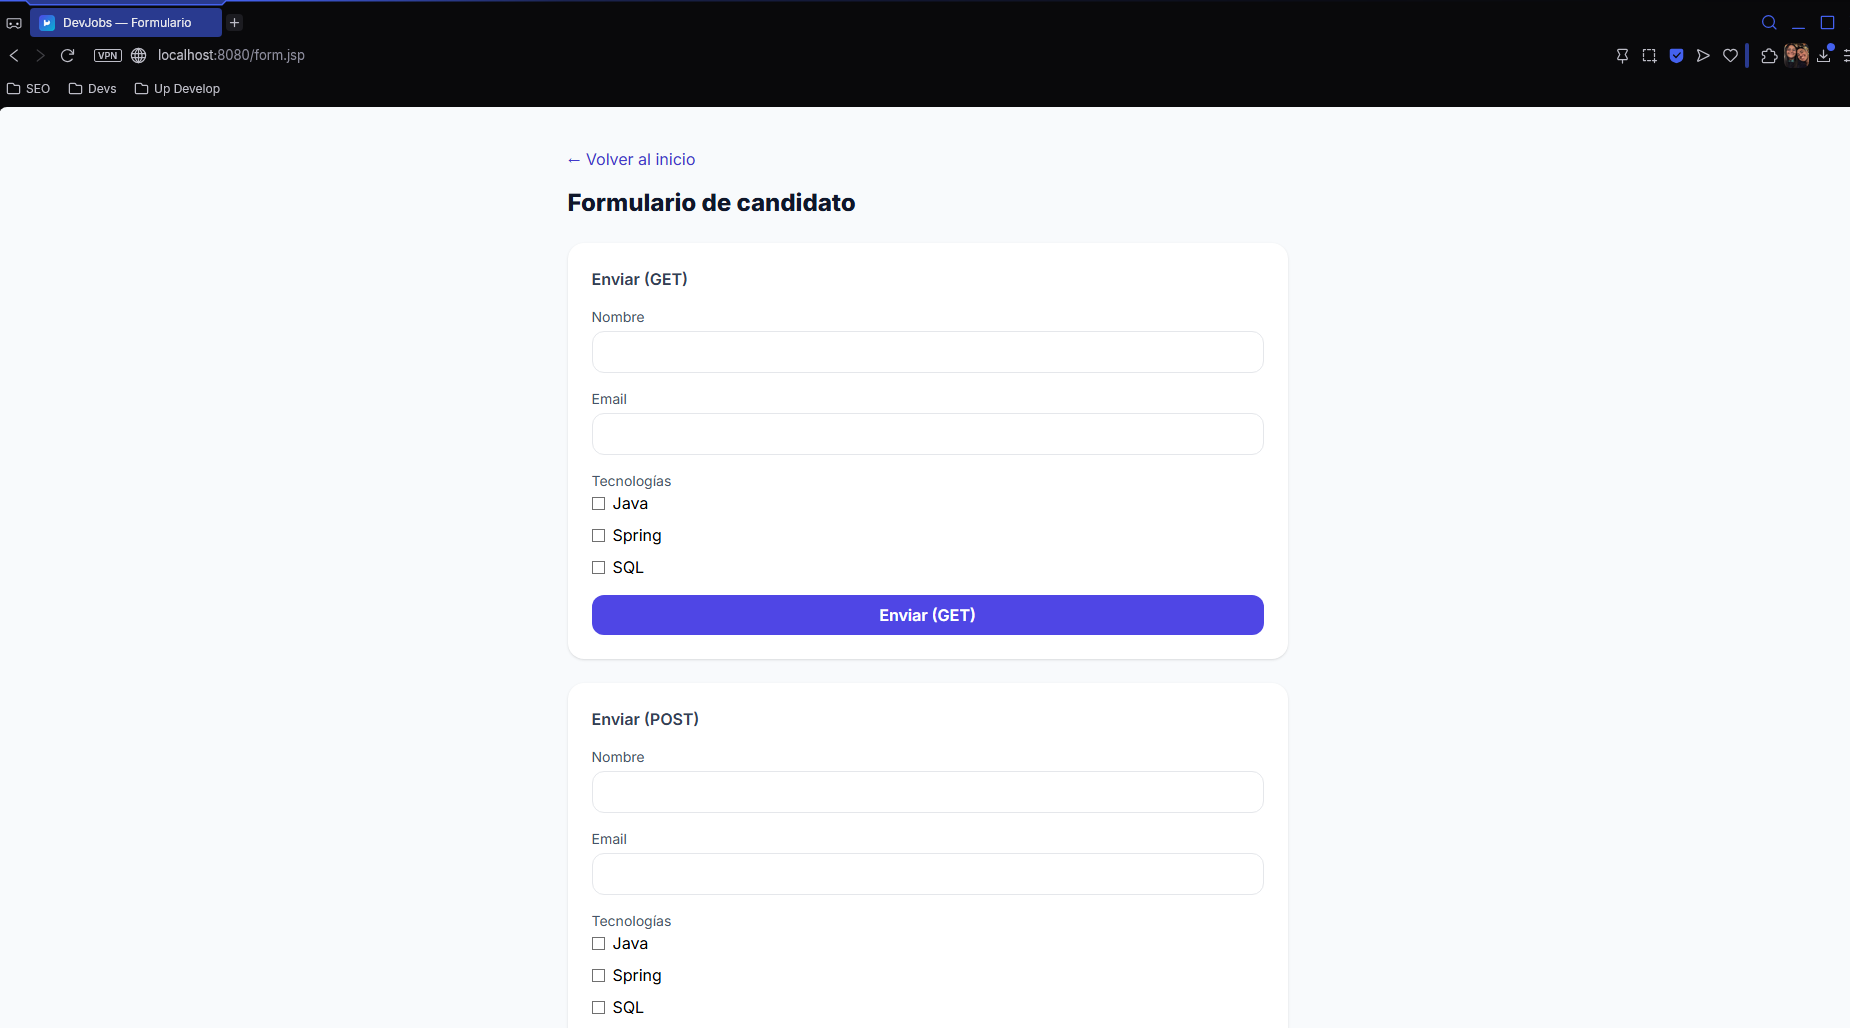 DevJobs — Formulario
VPN
localhost:8080/form.jsp
SEO
Devs
Up Develop
← Volver al inicio
Formulario de candidato
Enviar (GET)
Nombre
Email
Tecnologías
Java
Spring
SQL
Enviar (GET)
Enviar (POST)
Nombre
Email
Tecnologías
Java
Spring
SQL